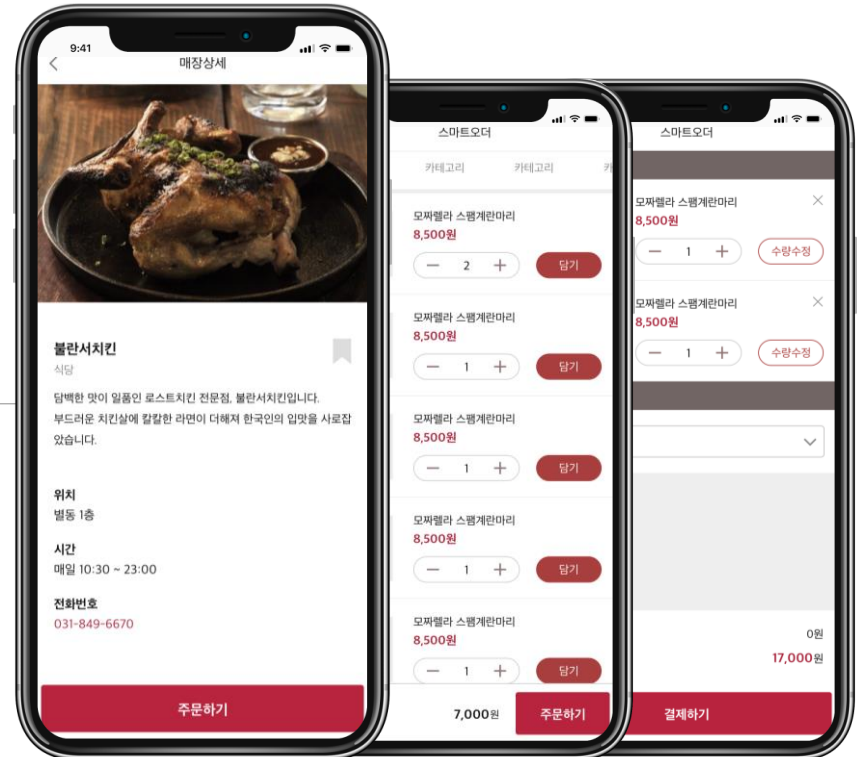 9:41
매장상세
불란서치킨
식당
담백한 맛이 일품인 로스트치킨 전문점, 불란서치킨입니다.
부드러운 치킨살에 칼칼한 라면이 더해져 한국인의 입맛을 사로잡
았습니다.
위치
별동 1층
시간
매일 10:30 ~ 23:00
전화번호
031-849-6670
주문하기
스마트오더
카테고리 카테고리
모짜렐라 스팸계란마리
8,500원
2 담기
모짜렐라 스팸계란마리
8,500원
1 담기
모짜렐라 스팸계란마리
8,500원
1 담기
모짜렐라 스팸계란마리
8,500원
1 담기
모짜렐라 스팸계란마리
8,500원
1 담기
7,000원 주문하기
스마트오더
모짜렐라 스팸계란마리
8,500원
1 수량수정
모짜렐라 스팸계란마리
8,500원
1 수량수정
0원
17,000원
결제하기